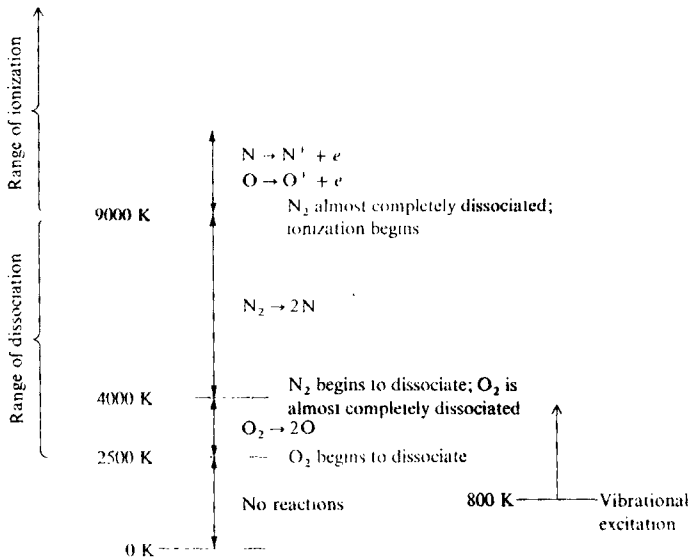 Range of ionization
N → N⁺ + e
O → O⁺ + e
9000 K
N₂ almost completely dissociated;
ionization begins
Range of dissociation
N₂ → 2N
4000 K
N₂ begins to dissociate; O₂ is
almost completely dissociated
O₂ → 2O
2500 K
O₂ begins to dissociate
No reactions
800 K
Vibrational
excitation
0 K